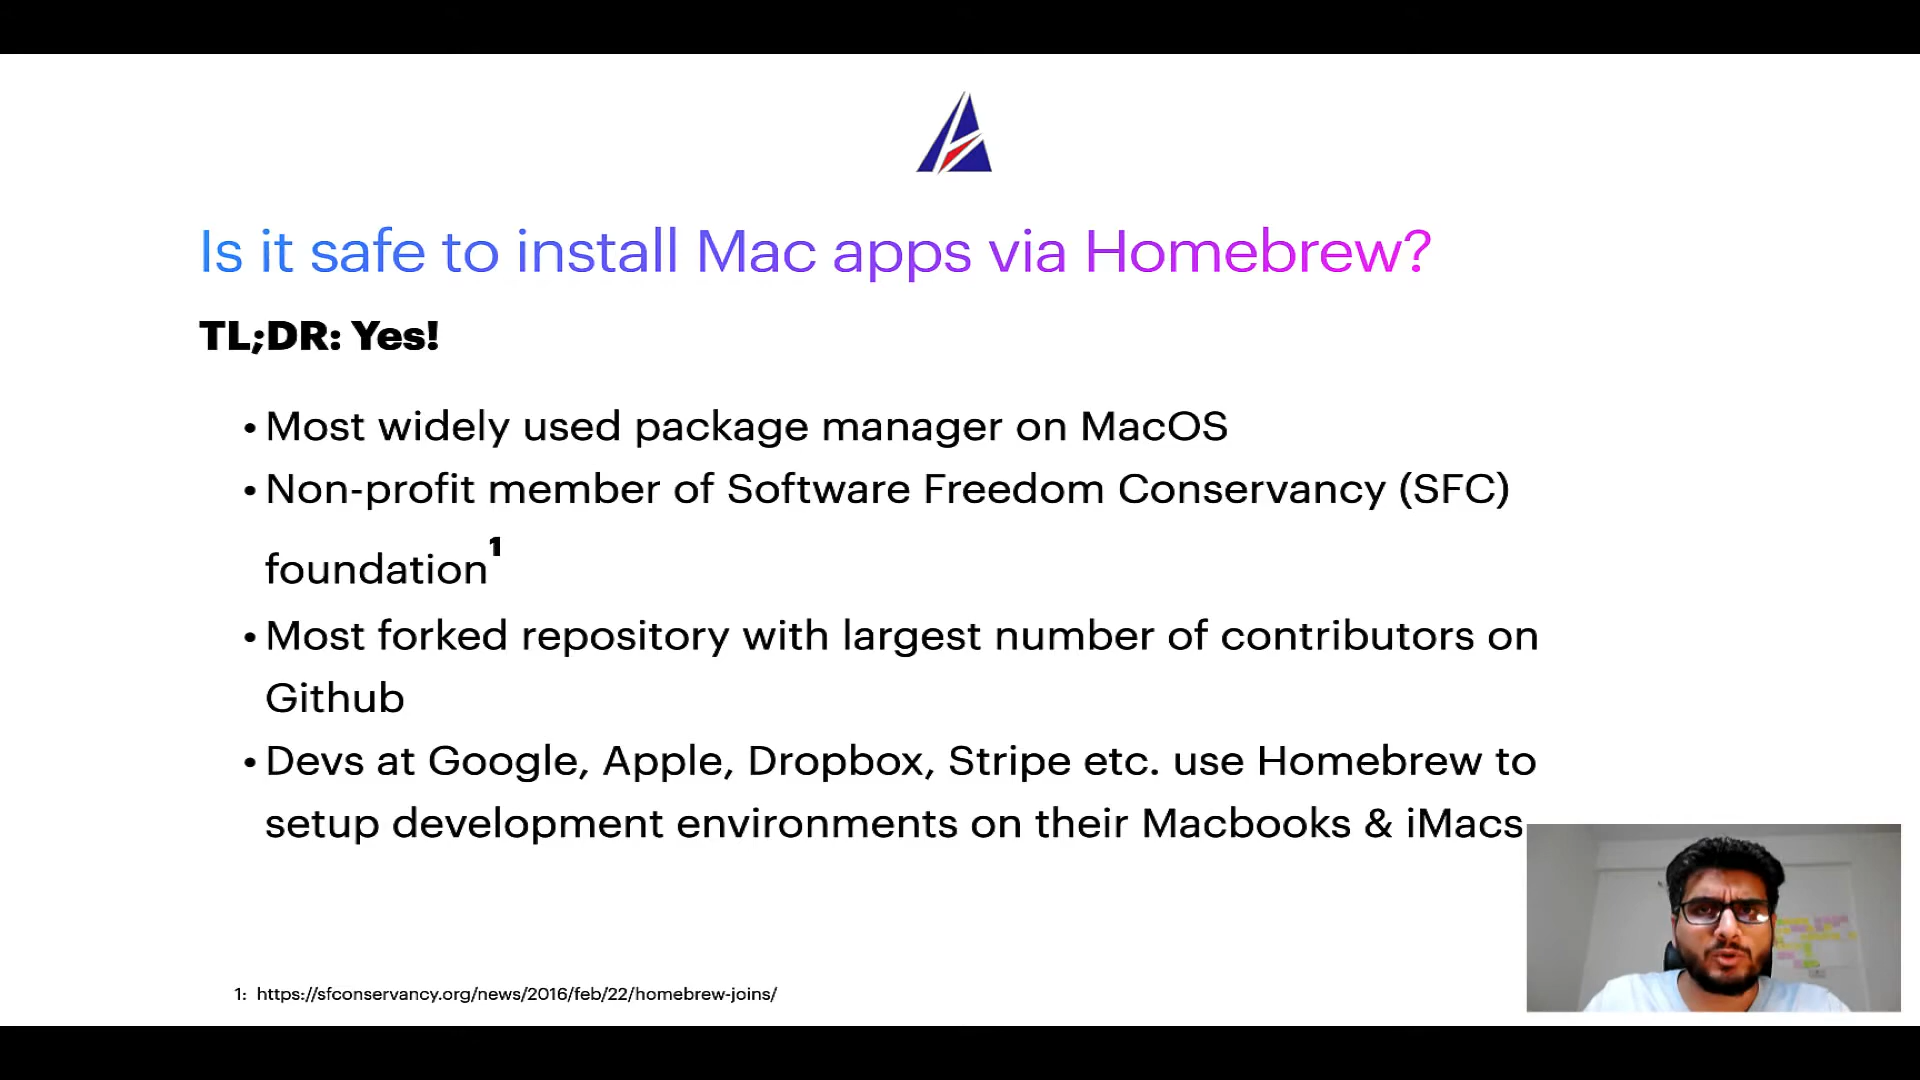 Is it safe to install Mac apps via Homebrew?
TL;DR: Yes!
• Most widely used package manager on MacOS
• Non-profit member of Software Freedom Conservancy (SFC)
foundation¹
• Most forked repository with largest number of contributors on
Github
• Devs at Google, Apple, Dropbox, Stripe etc. use Homebrew to
setup development environments on their Macbooks & iMacs
1: https://sfconservancy.org/news/2016/feb/22/homebrew-joins/